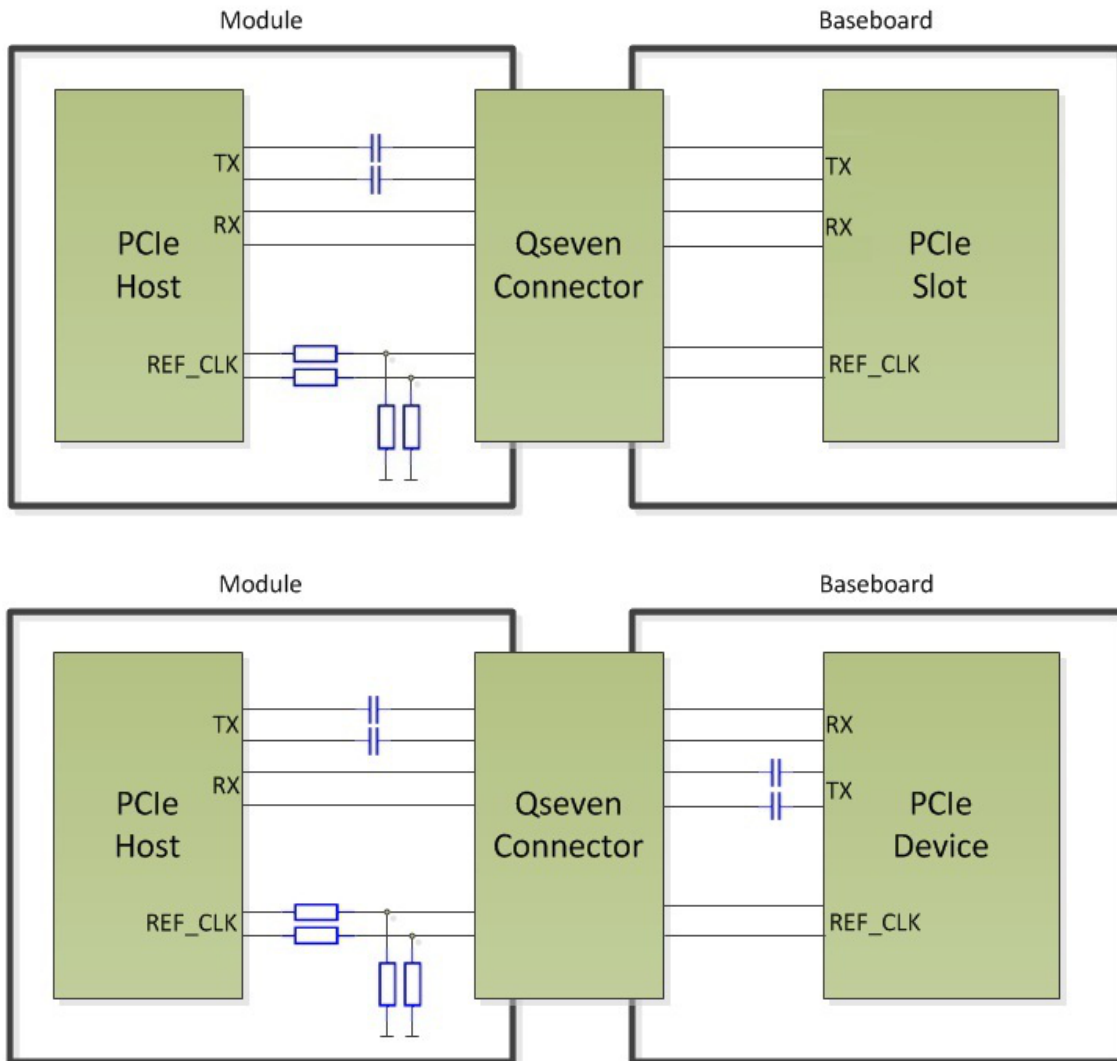 Module
Baseboard
TX
TX
RX
RX
PCIe
Host
Qseven
Connector
PCIe
Slot
REF_CLK
REF_CLK
Module
Baseboard
TX
RX
RX
TX
PCIe
Host
Qseven
Connector
PCIe
Device
REF_CLK
REF_CLK